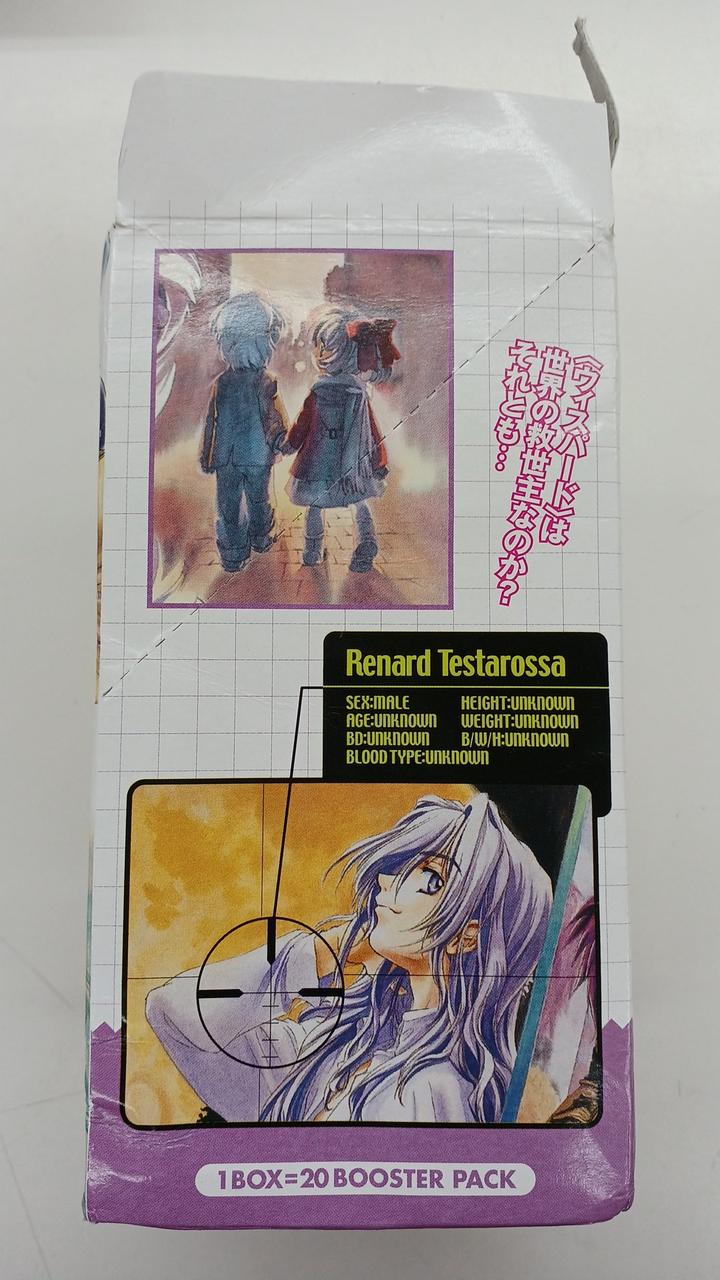 〈ウィスパード〉は
世界の救世主なのか?
それとも…
Renard Testarossa
SEX:MALE HEIGHT:UNKNOWN
AGE:UNKNOWN WEIGHT:UNKNOWN
BD:UNKNOWN B/W/H:UNKNOWN
BLOOD TYPE:UNKNOWN
1 BOX=20 BOOSTER PACK